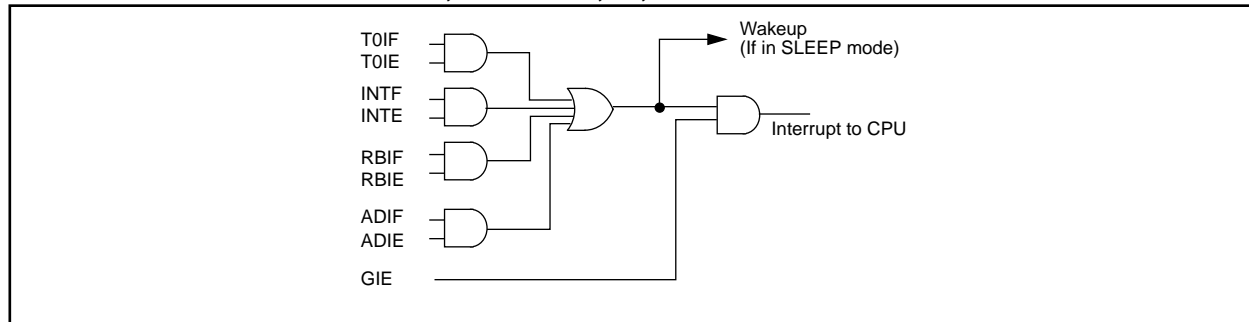 T0IF
T0IE
INTF
INTE
RBIF
RBIE
ADIF
ADIE
GIE
Wakeup
(If in SLEEP mode)
Interrupt to CPU